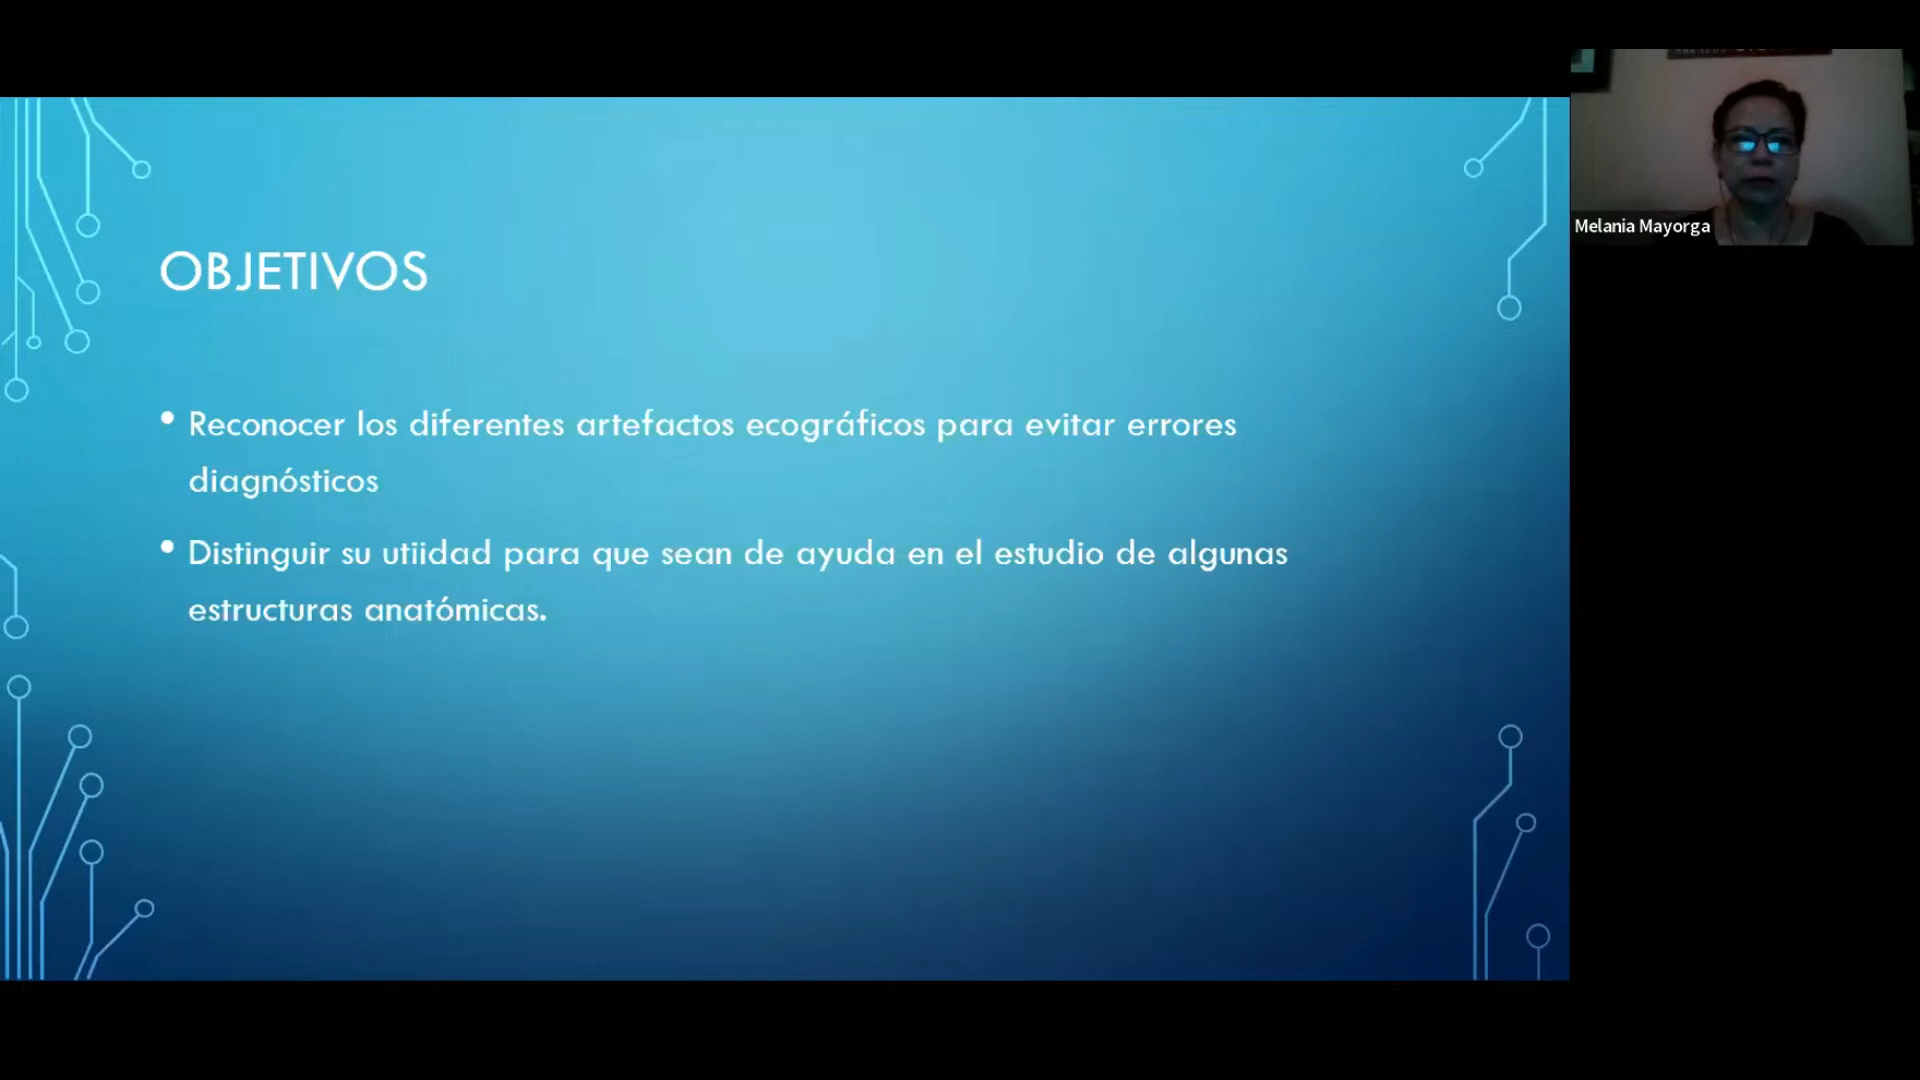 OBJETIVOS
• Reconocer los diferentes artefactos ecográficos para evitar errores
diagnósticos
• Distinguir su utiidad para que sean de ayuda en el estudio de algunas
estructuras anatómicas.
Melania Mayorga